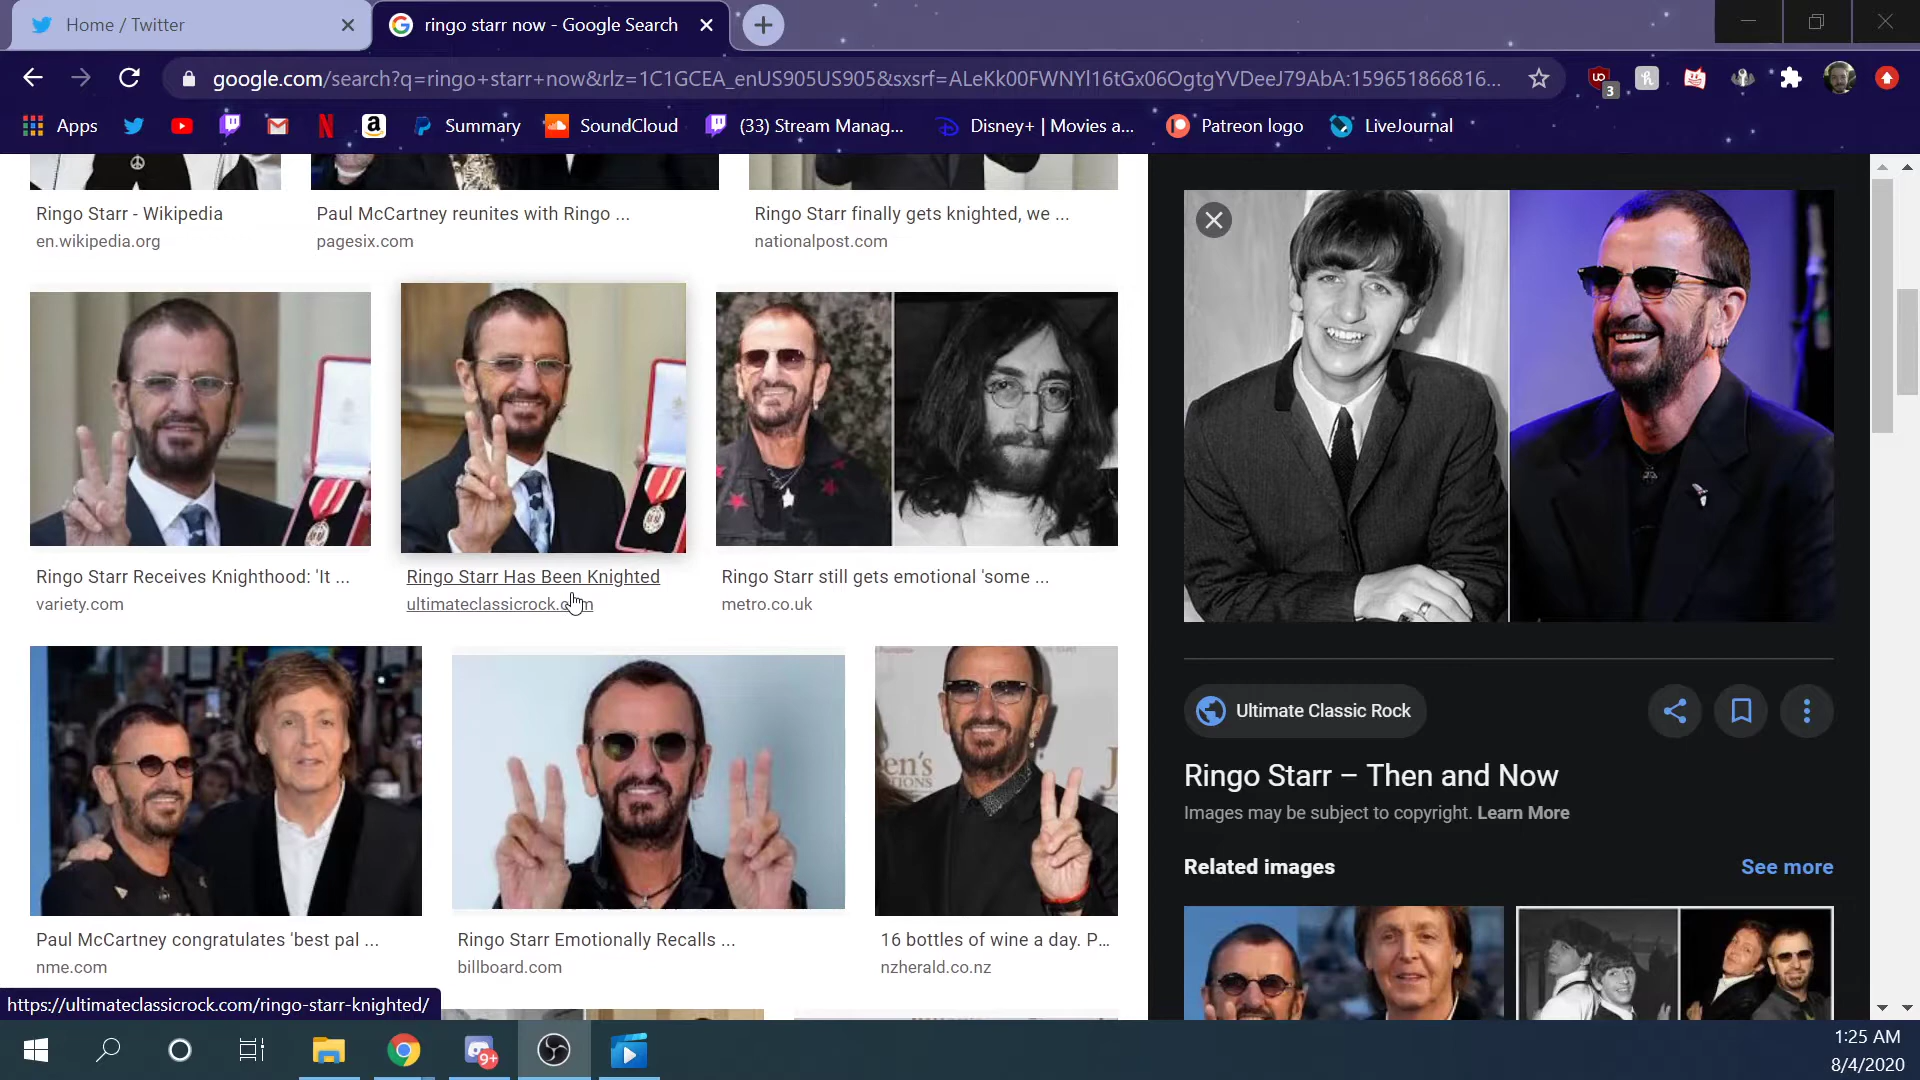 Home / Twitter
ringo starr now - Google Search
google.com/search?q=ringo+starr+now&rlz=1C1GCEA_enUS905US905&sxsrf=ALeKk00FWNYl16tGx06OgtgYVDeeJ79AbA:159651866816...
3
Apps
Summary
SoundCloud
(33) Stream Manag...
Disney+ | Movies a...
Patreon logo
LiveJournal
Ringo Starr - Wikipedia
en.wikipedia.org
Paul McCartney reunites with Ringo ...
pagesix.com
Ringo Starr finally gets knighted, we ...
nationalpost.com
Ringo Starr Receives Knighthood: 'It ...
variety.com
Ringo Starr Has Been Knighted
ultimateclassicrock.com
Ringo Starr still gets emotional 'some ...
metro.co.uk
Paul McCartney congratulates 'best pal ...
nme.com
Ringo Starr Emotionally Recalls ...
billboard.com
16 bottles of wine a day. P...
nzherald.co.nz
Ultimate Classic Rock
Ringo Starr – Then and Now
Images may be subject to copyright. Learn More
Related images
See more
https://ultimateclassicrock.com/ringo-starr-knighted/
9+
1:25 AM
8/4/2020